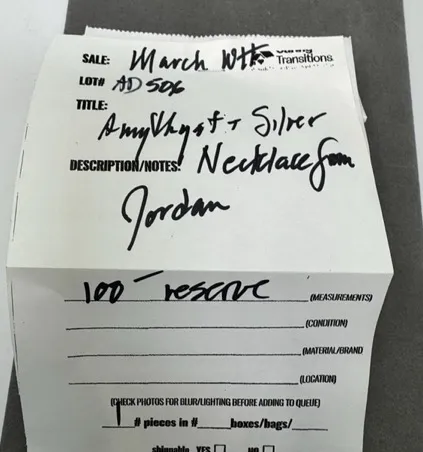 SALE: March 10th
Transitions
LOT# AD 506
TITLE:
Amythyst + Silver
DESCRIPTION/NOTES: Necklace from
Jordan
100 - reserve (MEASUREMENTS)
(CONDITION)
(MATERIAL/BRAND
(LOCATION)
(CHECK PHOTOS FOR BLUR/LIGHTING BEFORE ADDING TO QUEUE)
1 # pieces in # boxes/bags/
shippable YES NO